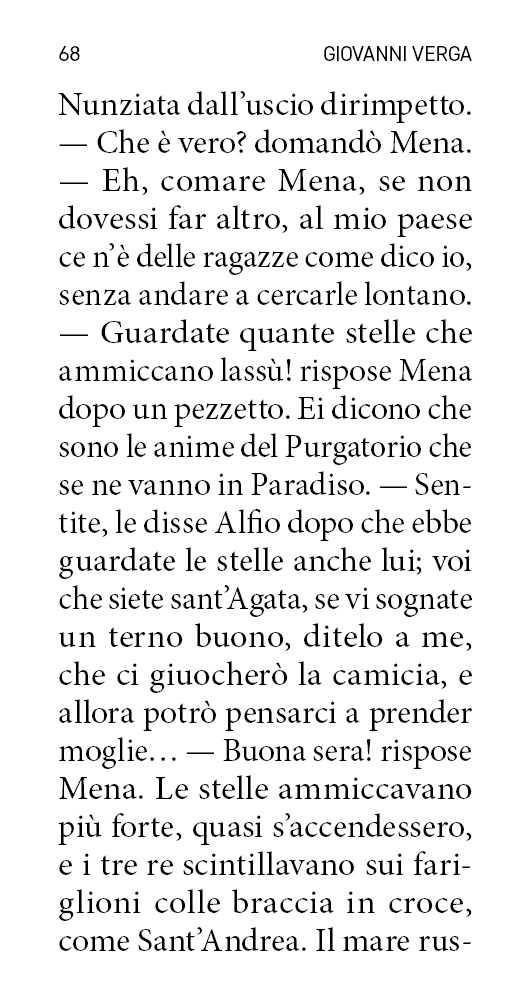 68
GIOVANNI VERGA
Nunziata dall’uscio dirimpetto.
— Che è vero? domandò Mena.
— Eh, comare Mena, se non
dovessi far altro, al mio paese
ce n’è delle ragazze come dico io,
senza andare a cercarle lontano.
— Guardate quante stelle che
ammiccano lassù! rispose Mena
dopo un pezzetto. Ei dicono che
sono le anime del Purgatorio che
se ne vanno in Paradiso. — Sen-
tite, le disse Alfio dopo che ebbe
guardate le stelle anche lui; voi
che siete sant’Agata, se vi sognate
un terno buono, ditelo a me,
che ci giuocherò la camicia, e
allora potrò pensarci a prender
moglie… — Buona sera! rispose
Mena. Le stelle ammiccavano
più forte, quasi s’accendessero,
e i tre re scintillavano sui fari-
glioni colle braccia in croce,
come Sant’Andrea. Il mare rus-